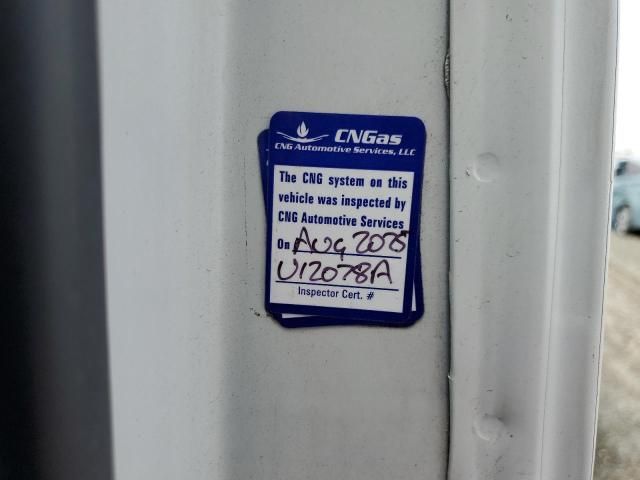 CNGas
CNG Automotive Services, LLC
The CNG system on this
vehicle was inspected by
CNG Automotive Services
On AUG 2025
U12078A
Inspector Cert. #